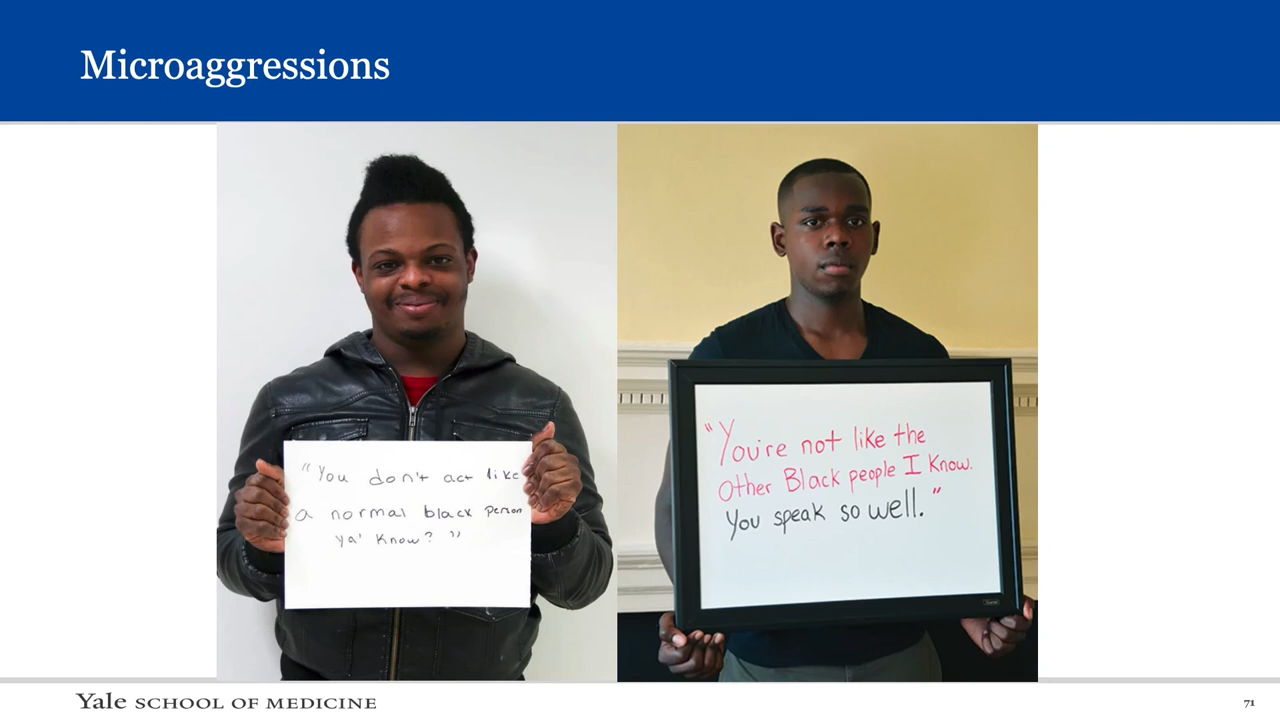 Microaggressions
"You don't act like
a normal black person
ya' know? "
"You're not like the
Other Black people I Know.
You speak so well."
Yale SCHOOL OF MEDICINE
71